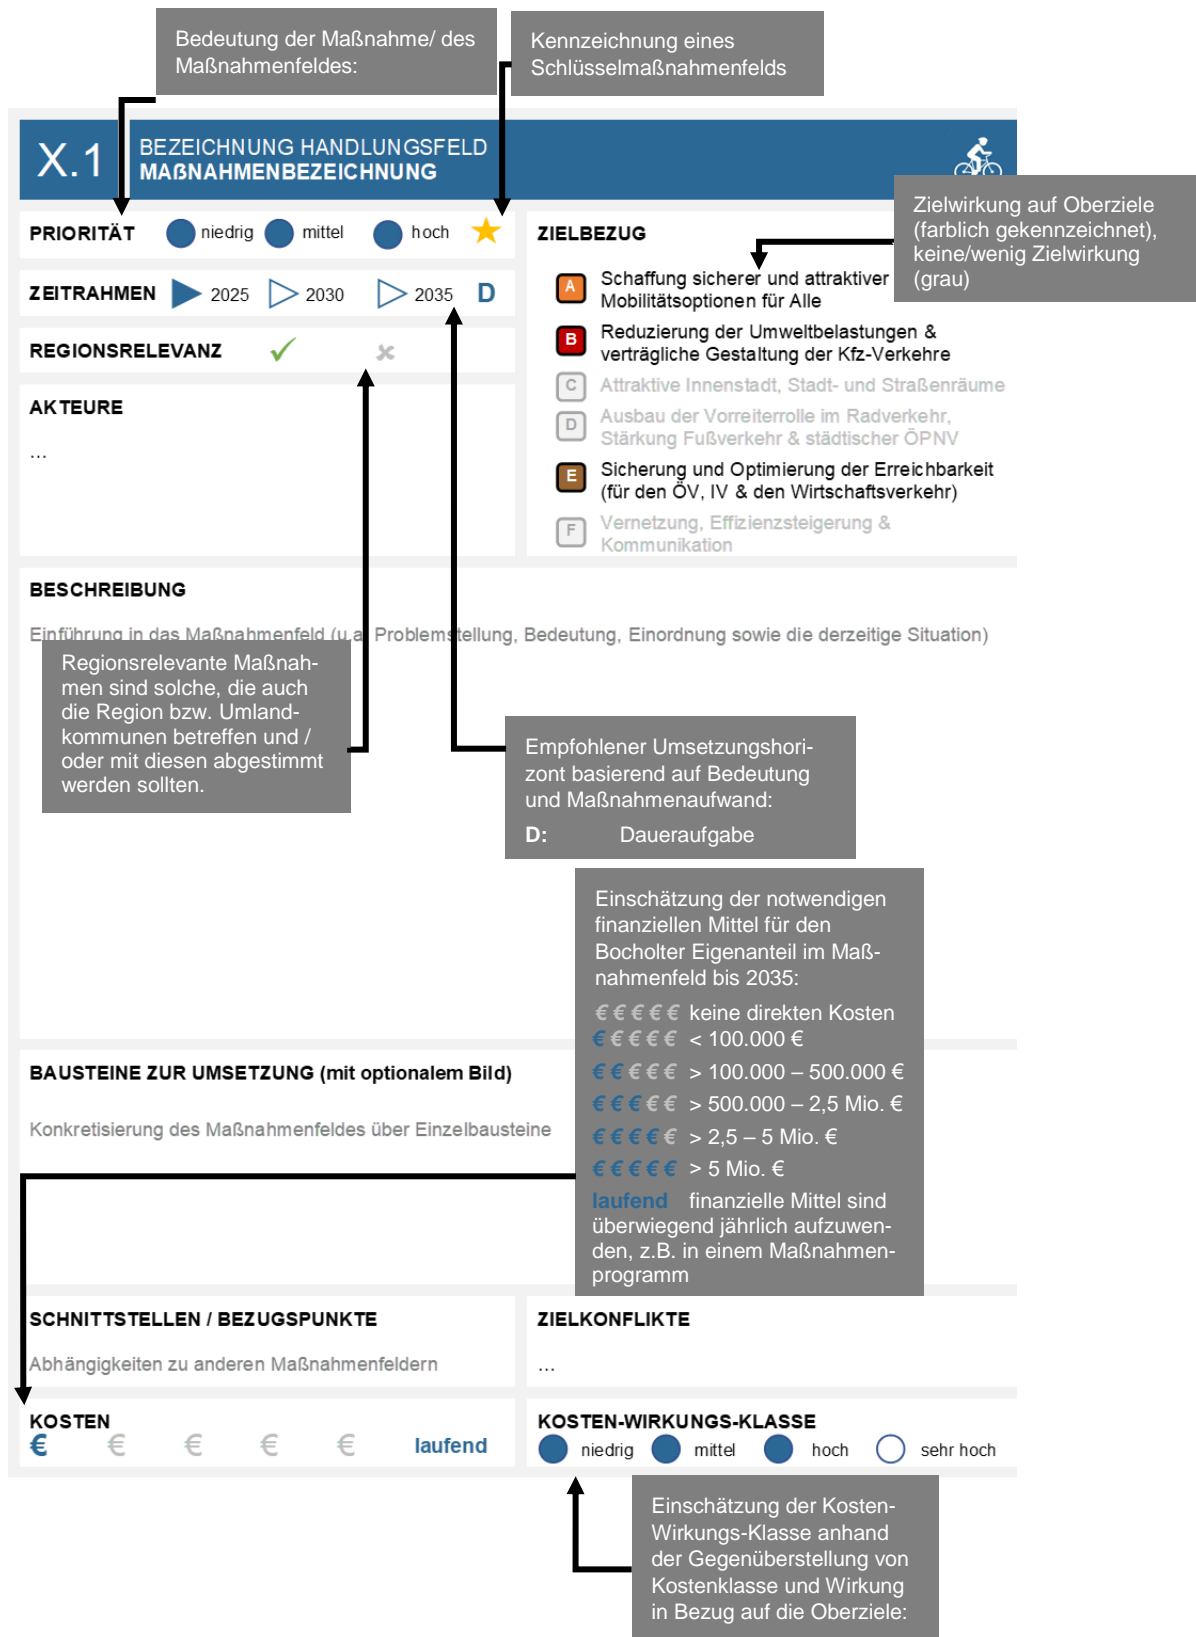 Bedeutung der Maßnahme/ des
Maßnahmenfeldes:
Kennzeichnung eines
Schlüsselmaßnahmenfelds
X.1
BEZEICHNUNG HANDLUNGSFELD
MAßNAHMENBEZEICHNUNG
Zielwirkung auf Oberziele
(farblich gekennzeichnet),
keine/wenig Zielwirkung
(grau)
PRIORITÄT niedrig mittel hoch
ZEITRAHMEN 2025 2030 2035 D
REGIONSRELEVANZ
AKTEURE
...
ZIELBEZUG
A Schaffung sicherer und attraktiver
Mobilitätsoptionen für Alle
B Reduzierung der Umweltbelastungen &
verträgliche Gestaltung der Kfz-Verkehre
C Attraktive Innenstadt, Stadt- und Straßenräume
D Ausbau der Vorreiterrolle im Radverkehr,
Stärkung Fußverkehr & städtischer ÖPNV
E Sicherung und Optimierung der Erreichbarkeit
(für den ÖV, IV & den Wirtschaftsverkehr)
F Vernetzung, Effizienzsteigerung &
Kommunikation
BESCHREIBUNG
Einführung in das Maßnahmenfeld (u.a. Problemstellung, Bedeutung, Einordnung sowie die derzeitige Situation)
Regionsrelevante Maßnah-
men sind solche, die auch
die Region bzw. Umland-
kommunen betreffen und /
oder mit diesen abgestimmt
werden sollten.
Empfohlener Umsetzungshori-
zont basierend auf Bedeutung
und Maßnahmenaufwand:
D: Daueraufgabe
Einschätzung der notwendigen
finanziellen Mittel für den
Bocholter Eigenanteil im Maß-
nahmenfeld bis 2035:
€ € € € € keine direkten Kosten
€ € € € € < 100.000 €
€ € € € € > 100.000 – 500.000 €
€ € € € € > 500.000 – 2,5 Mio. €
€ € € € € > 2,5 – 5 Mio. €
€ € € € € > 5 Mio. €
laufend finanzielle Mittel sind
überwiegend jährlich aufzuwen-
den, z.B. in einem Maßnahmen-
programm
BAUSTEINE ZUR UMSETZUNG (mit optionalem Bild)
Konkretisierung des Maßnahmenfeldes über Einzelbausteine
SCHNITTSTELLEN / BEZUGSPUNKTE
Abhängigkeiten zu anderen Maßnahmenfeldern
ZIELKONFLIKTE
...
KOSTEN
€ € € € € laufend
KOSTEN-WIRKUNGS-KLASSE
niedrig mittel hoch sehr hoch
Einschätzung der Kosten-
Wirkungs-Klasse anhand
der Gegenüberstellung von
Kostenklasse und Wirkung
in Bezug auf die Oberziele: